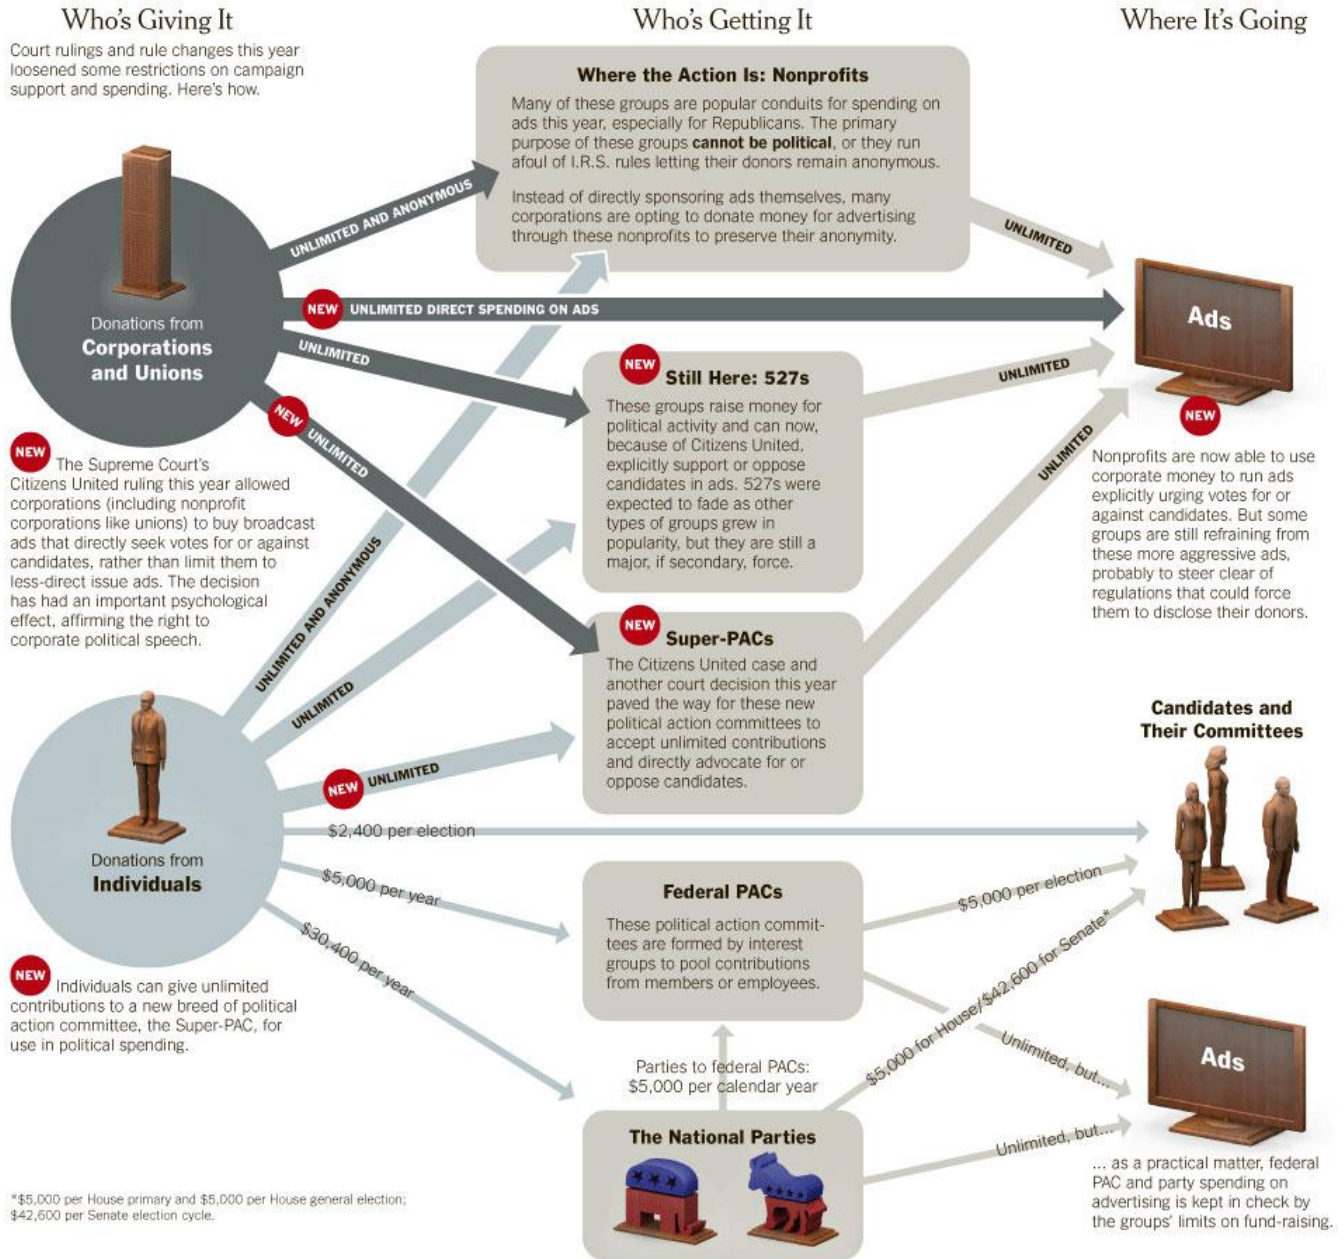 Who's Giving It
Court rulings and rule changes this year
loosened some restrictions on campaign
support and spending. Here's how.
Donations from
Corporations
and Unions
NEW The Supreme Court's
Citizens United ruling this year allowed
corporations (including nonprofit
corporations like unions) to buy broadcast
ads that directly seek votes for or against
candidates, rather than limit them to
less-direct issue ads. The decision
has had an important psychological
effect, affirming the right to
corporate political speech.
Donations from
Individuals
NEW Individuals can give unlimited
contributions to a new breed of political
action committee, the Super-PAC, for
use in political spending.
*$5,000 per House primary and $5,000 per House general election;
$42,600 per Senate election cycle.
UNLIMITED AND ANONYMOUS
NEW UNLIMITED DIRECT SPENDING ON ADS
UNLIMITED
NEW UNLIMITED
UNLIMITED AND ANONYMOUS
UNLIMITED
NEW UNLIMITED
$2,400 per election
$5,000 per year
$30,400 per year
Who's Getting It
Where the Action Is: Nonprofits
Many of these groups are popular conduits for spending on
ads this year, especially for Republicans. The primary
purpose of these groups cannot be political, or they run
afoul of I.R.S. rules letting their donors remain anonymous.
Instead of directly sponsoring ads themselves, many
corporations are opting to donate money for advertising
through these nonprofits to preserve their anonymity.
NEW
Still Here: 527s
These groups raise money for
political activity and can now,
because of Citizens United,
explicitly support or oppose
candidates in ads. 527s were
expected to fade as other
types of groups grew in
popularity, but they are still a
major, if secondary, force.
NEW
Super-PACs
The Citizens United case and
another court decision this year
paved the way for these new
political action committees to
accept unlimited contributions
and directly advocate for or
oppose candidates.
Federal PACs
These political action commit-
tees are formed by interest
groups to pool contributions
from members or employees.
Parties to federal PACs:
$5,000 per calendar year
The National Parties
UNLIMITED
UNLIMITED
UNLIMITED
$5,000 per election
$5,000 for House/$42,600 for Senate*
Unlimited, but...
Unlimited, but...
Where It's Going
Ads
NEW
Nonprofits are now able to use
corporate money to run ads
explicitly urging votes for or
against candidates. But some
groups are still refraining from
these more aggressive ads,
probably to steer clear of
regulations that could force
them to disclose their donors.
Candidates and
Their Committees
Ads
... as a practical matter, federal
PAC and party spending on
advertising is kept in check by
the groups' limits on fund-raising.